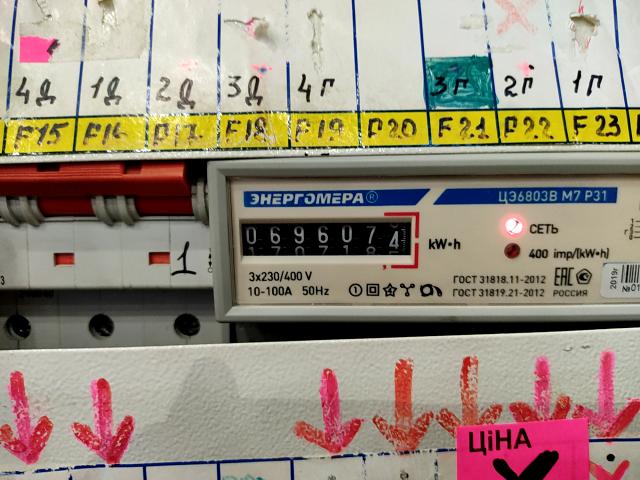 4Д 1Д 2Д 3Д 4Г 3Г 2Г 1Г
F15 F16 F17 F18 F19 F20 F21 F22 F23
ЭНЕРГОМЕРА® ЦЭ6803В М7 Р31
069607 kW•h
СЕТЬ
400 imp/(kW•h)
1
3x230/400 V
10-100A 50Hz
ГОСТ 31818.11-2012
ГОСТ 31819.21-2012
ЕАС
РОССИЯ
2019г
ЦіНА